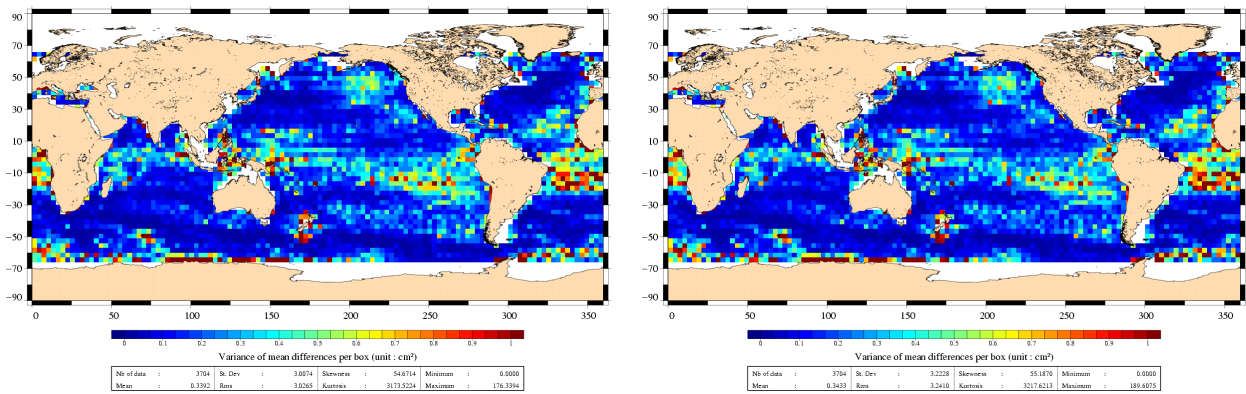 90 90
70 70
50 50
30 30
10 10
−10 −10
−30 −30
−50 −50
−70 −70
−90 −90
0 50 100 150 200 250 300 350 0 50 100 150 200 250 300 350
0 0.1 0.2 0.3 0.4 0.5 0.6 0.7 0.8 0.9 1 0 0.1 0.2 0.3 0.4 0.5 0.6 0.7 0.8 0.9 1
Variance of mean differences per box (unit : cm²) Variance of mean differences per box (unit : cm²)
Nb of data : 3704 St. Dev : 3.0074 Skewness : 54.6714 Minimum : 0.0000 Nb of data : 3704 St. Dev : 3.2228 Skewness : 55.1870 Minimum : 0.0000
Mean : 0.3392 Rms : 3.0265 Kurtosis : 3173.5224 Maximum : 176.3394 Mean : 0.3433 Rms : 3.2410 Kurtosis : 3217.6213 Maximum : 189.6075